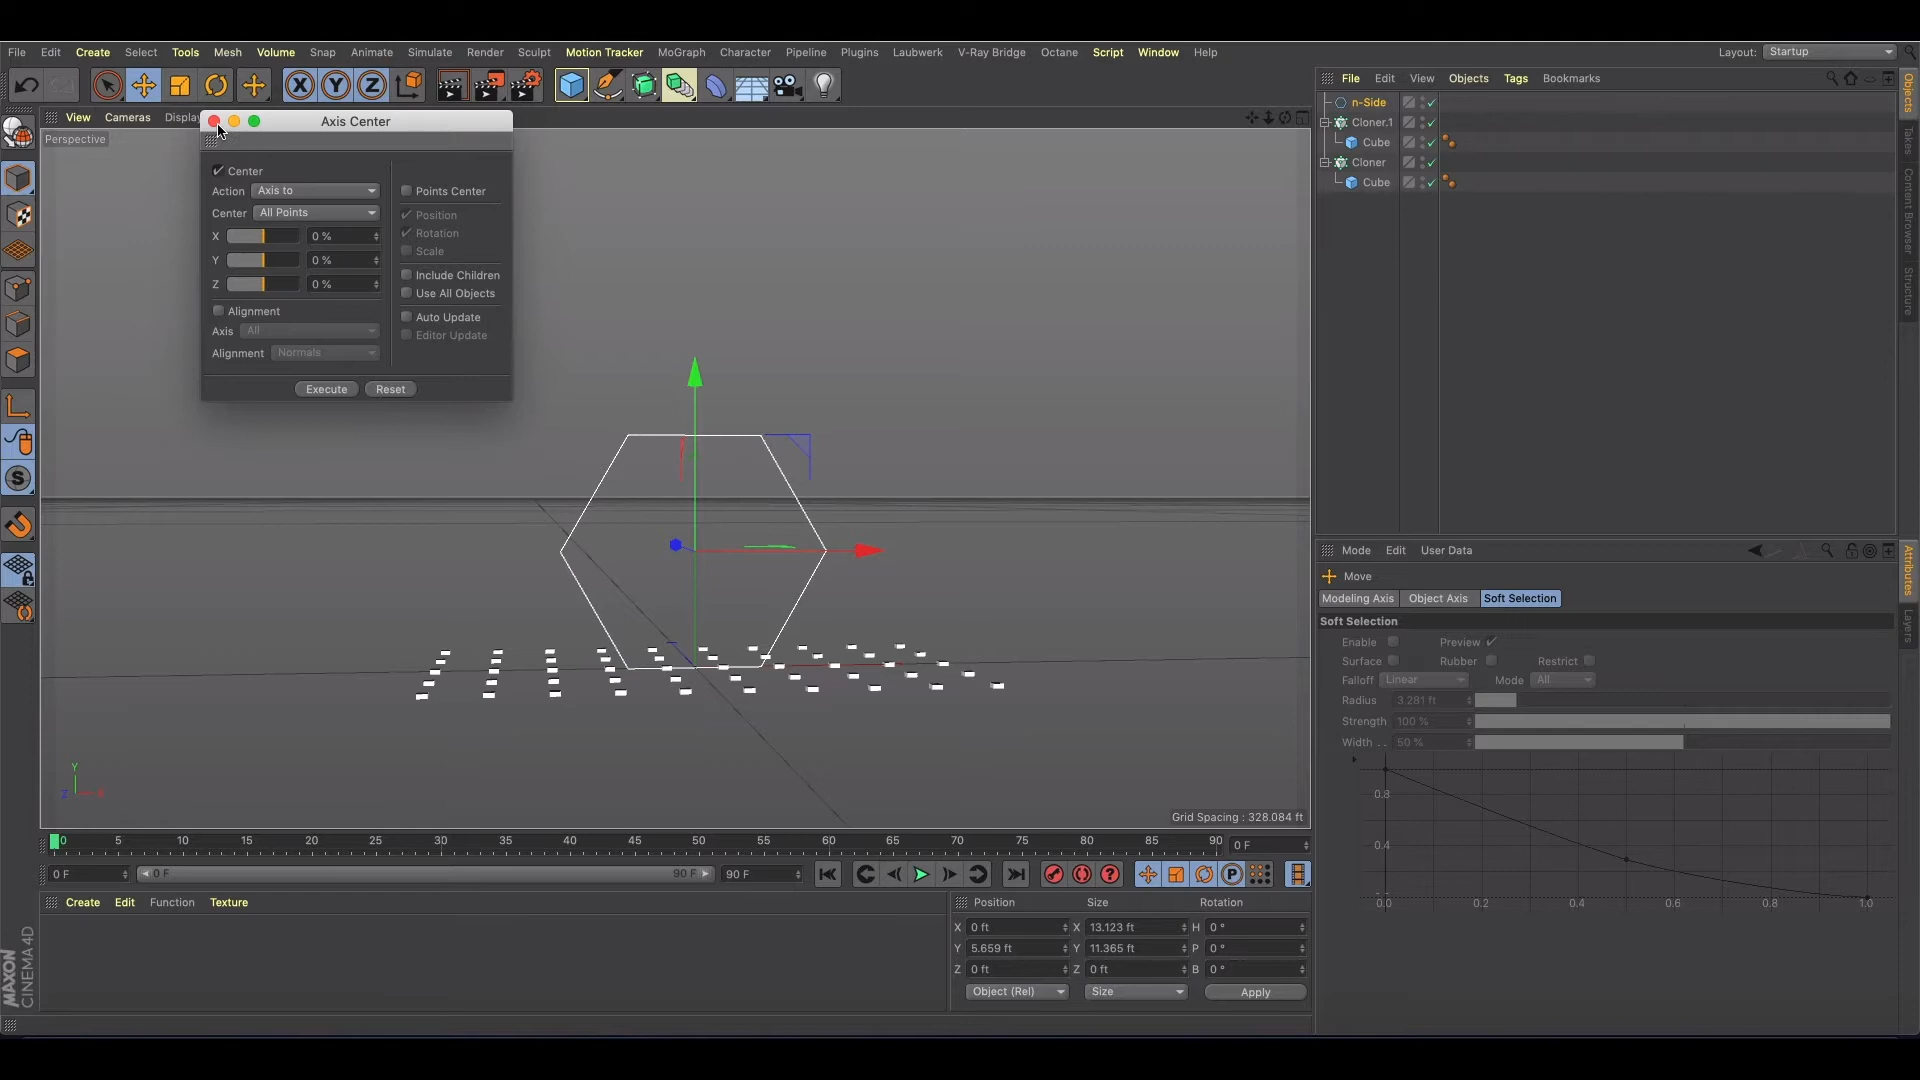 File Edit Create Select Tools Mesh Volume Snap Animate Simulate Render Sculpt Motion Tracker MoGraph Character Pipeline Plugins Laubwerk V-Ray Bridge Octane Script Window Help
Layout: Startup
X Y Z
File Edit View Objects Tags Bookmarks
View Cameras Display
Axis Center
Perspective
n-Side
Cloner.1
Cube
Cloner
Cube
Center
Action Axis to
Center All Points
X 0 %
Y 0 %
Z 0 %
Alignment
Axis All
Alignment Normals
Points Center
Position
Rotation
Scale
Include Children
Use All Objects
Auto Update
Editor Update
Execute Reset
S
Y
Z X
Grid Spacing : 328.084 ft
0 5 10 15 20 25 30 35 40 45 50 55 60 65 70 75 80 85 90
0 F
0 F 0 F 90 F 90 F
P
Create Edit Function Texture
Position Size Rotation
X 0 ft X 13.123 ft H 0 °
Y 5.659 ft Y 11.365 ft P 0 °
Z 0 ft Z 0 ft B 0 °
Object (Rel) Size Apply
MAXON
CINEMA 4D
Objects
Takes
Content Browser
Structure
Mode Edit User Data
Move
Modeling Axis Object Axis Soft Selection
Soft Selection
Enable Preview
Surface Rubber Restrict
Falloff Linear Mode All
Radius 3.281 ft
Strength 100 %
Width 50 %
0.8
0.4
0.0 0.2 0.4 0.6 0.8 1.0
Attributes
Layers